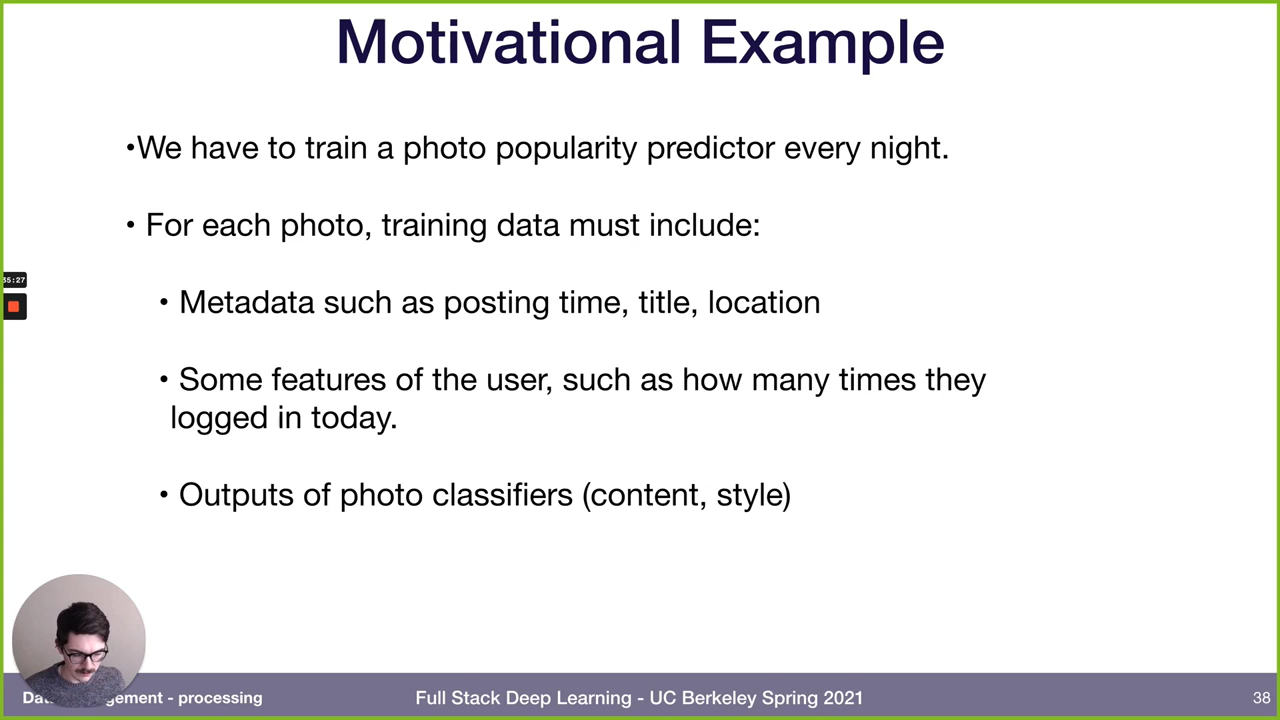 Motivational Example
•We have to train a photo popularity predictor every night.
• For each photo, training data must include:
• Metadata such as posting time, title, location
• Some features of the user, such as how many times they
logged in today.
• Outputs of photo classifiers (content, style)
35:27
- processing
Full Stack Deep Learning - UC Berkeley Spring 2021
38